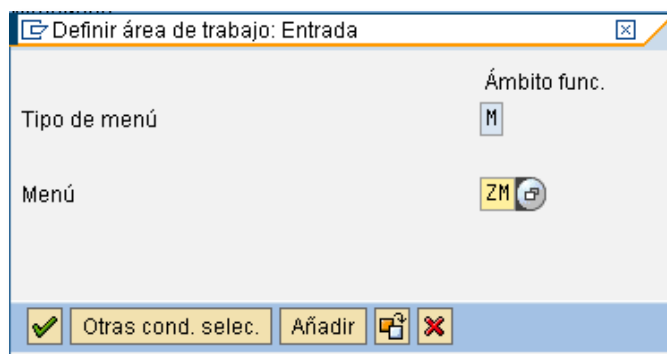 Definir área de trabajo: Entrada
Ámbito func.
Tipo de menú M
Menú ZM
Otras cond. selec. Añadir